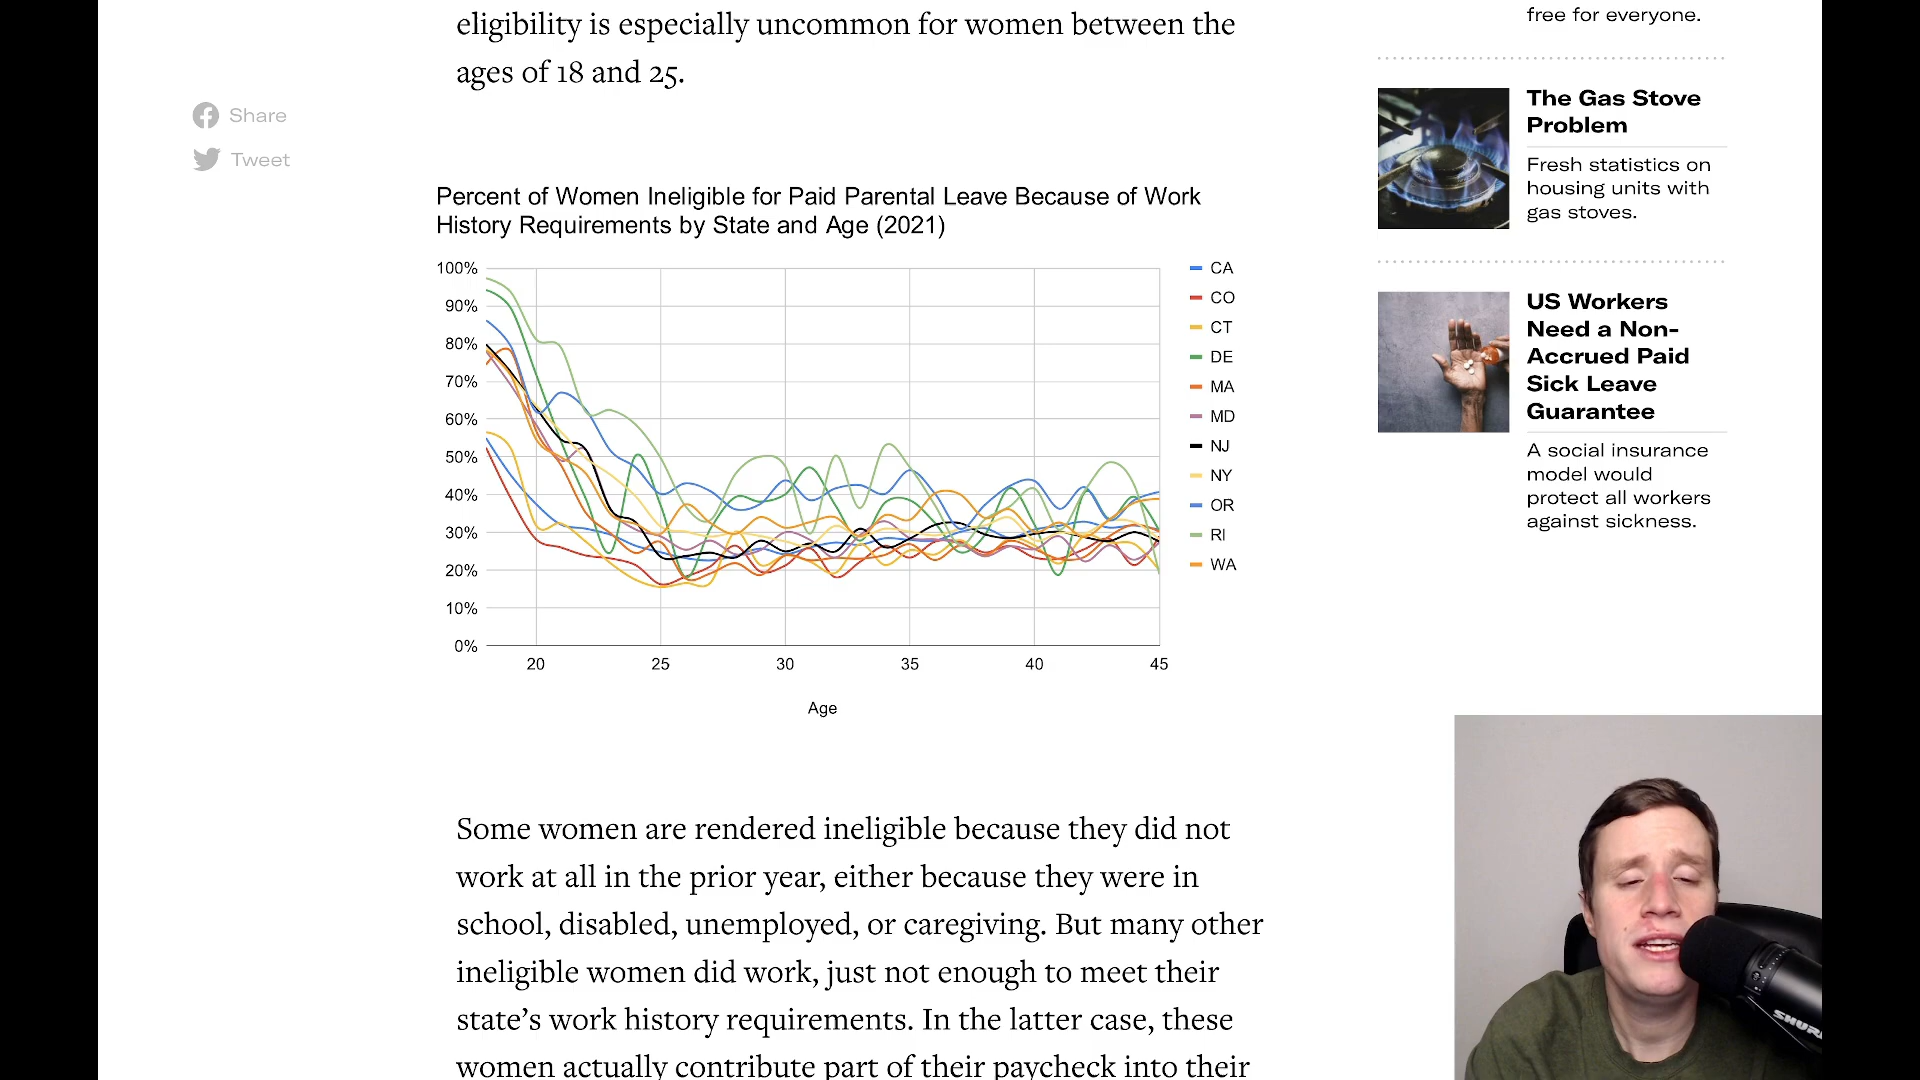 eligibility is especially uncommon for women between the
ages of 18 and 25.
Share
Tweet
Percent of Women Ineligible for Paid Parental Leave Because of Work
History Requirements by State and Age (2021)
100%
90%
80%
70%
60%
50%
40%
30%
20%
10%
0%
20
25
30
35
40
45
Age
CA
CO
CT
DE
MA
MD
NJ
NY
OR
RI
WA
Some women are rendered ineligible because they did not
work at all in the prior year, either because they were in
school, disabled, unemployed, or caregiving. But many other
ineligible women did work, just not enough to meet their
state’s work history requirements. In the latter case, these
women actually contribute part of their paycheck into their
free for everyone.
The Gas Stove
Problem
Fresh statistics on
housing units with
gas stoves.
US Workers
Need a Non-
Accrued Paid
Sick Leave
Guarantee
A social insurance
model would
protect all workers
against sickness.
SHURE